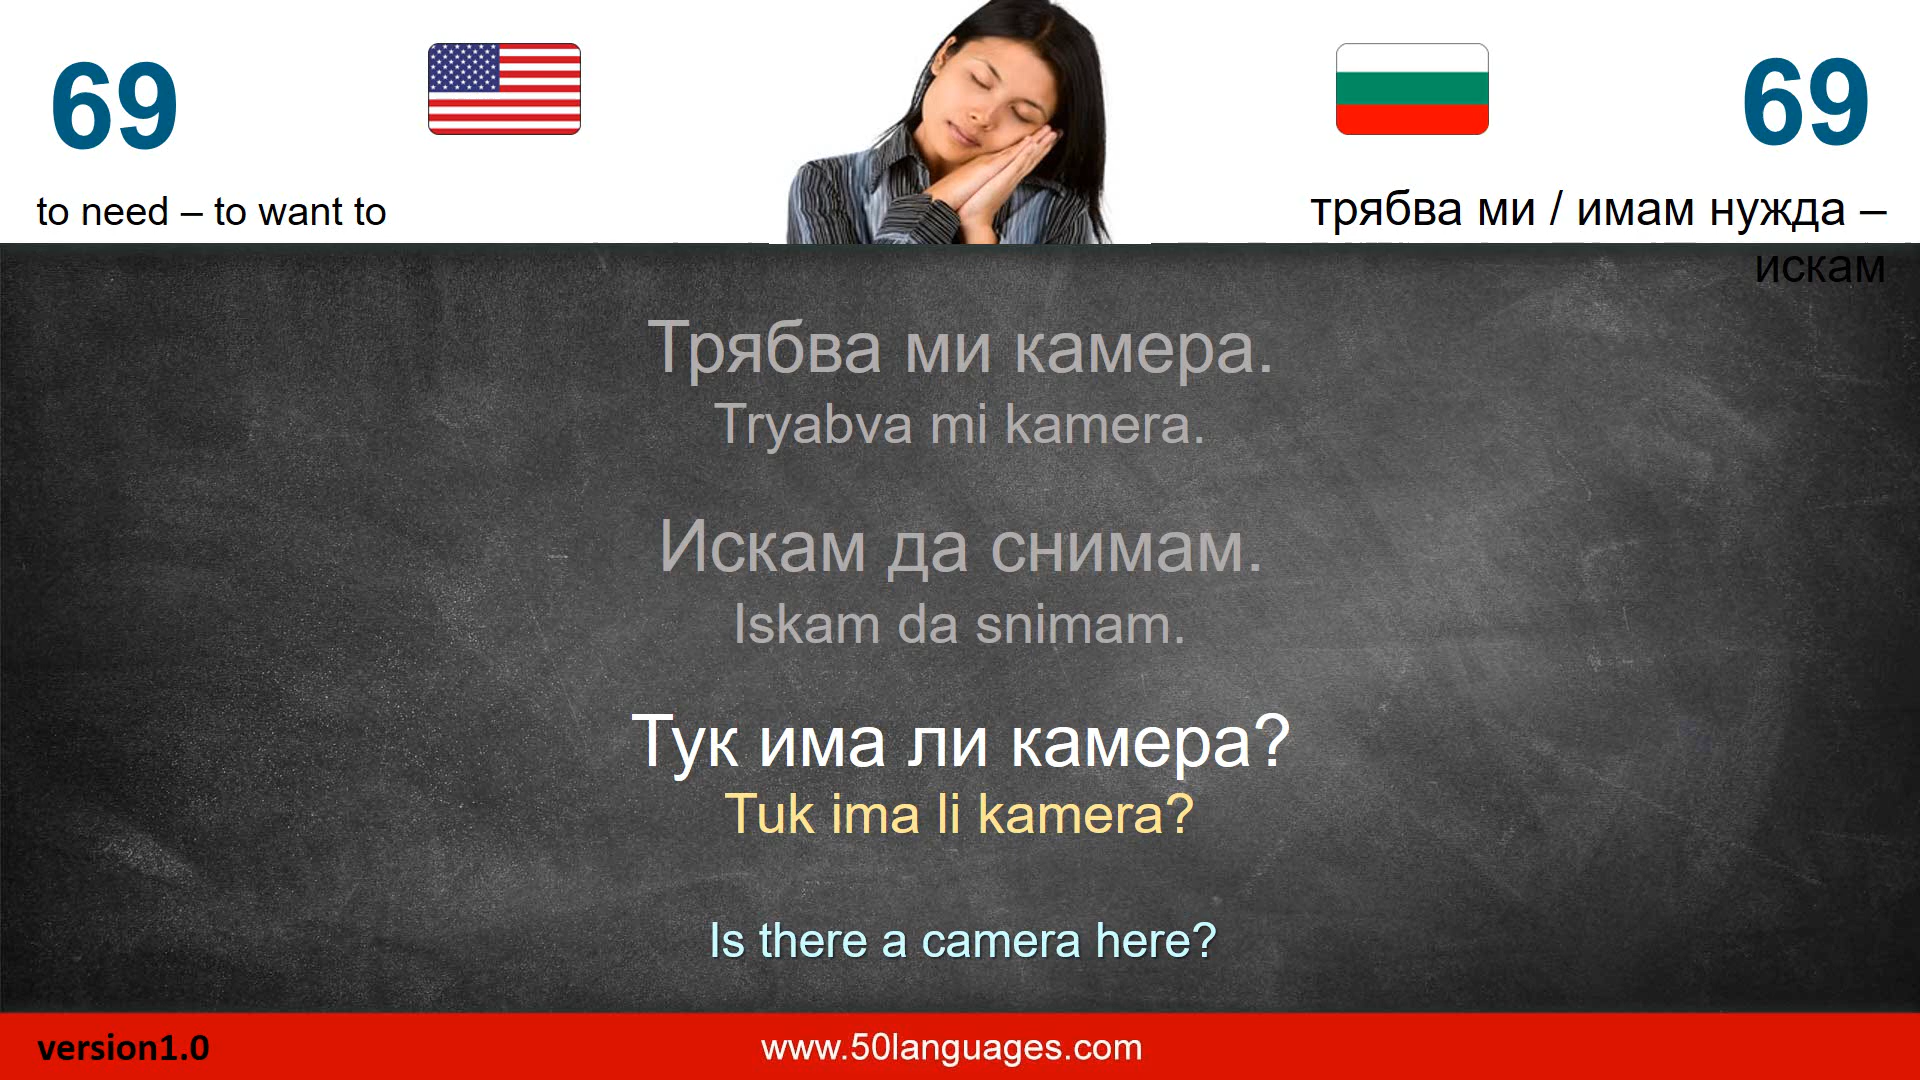 69
69
to need – to want to
трябва ми / имам нужда –
искам
Трябва ми камера.
Tryabva mi kamera.
Искам да снимам.
Iskam da snimam.
Тук има ли камера?
Tuk ima li kamera?
Is there a camera here?
version1.0
www.50languages.com